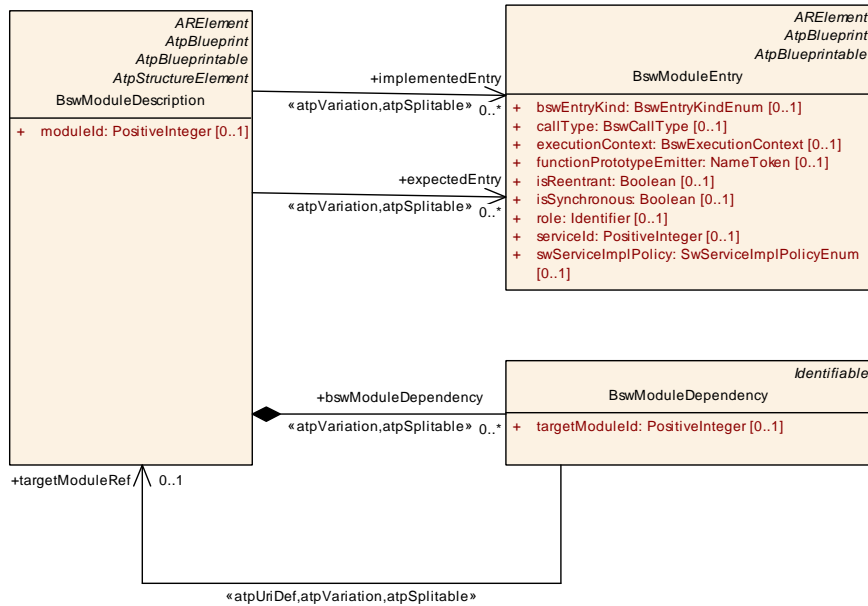 ARElement
AtpBlueprint
AtpBlueprintable
AtpStructureElement
BswModuleDescription
+ moduleId: PositiveInteger [0..1]
+implementedEntry
«atpVariation,atpSplitable» 0..*
+expectedEntry
«atpVariation,atpSplitable» 0..*
ARElement
AtpBlueprint
AtpBlueprintable
BswModuleEntry
+ bswEntryKind: BswEntryKindEnum [0..1]
+ callType: BswCallType [0..1]
+ executionContext: BswExecutionContext [0..1]
+ functionPrototypeEmitter: NameToken [0..1]
+ isReentrant: Boolean [0..1]
+ isSynchronous: Boolean [0..1]
+ role: Identifier [0..1]
+ serviceId: PositiveInteger [0..1]
+ swServiceImplPolicy: SwServiceImplPolicyEnum
[0..1]
+bswModuleDependency
«atpVariation,atpSplitable» 0..*
Identifiable
BswModuleDependency
+ targetModuleId: PositiveInteger [0..1]
+targetModuleRef 0..1
«atpUriDef,atpVariation,atpSplitable»